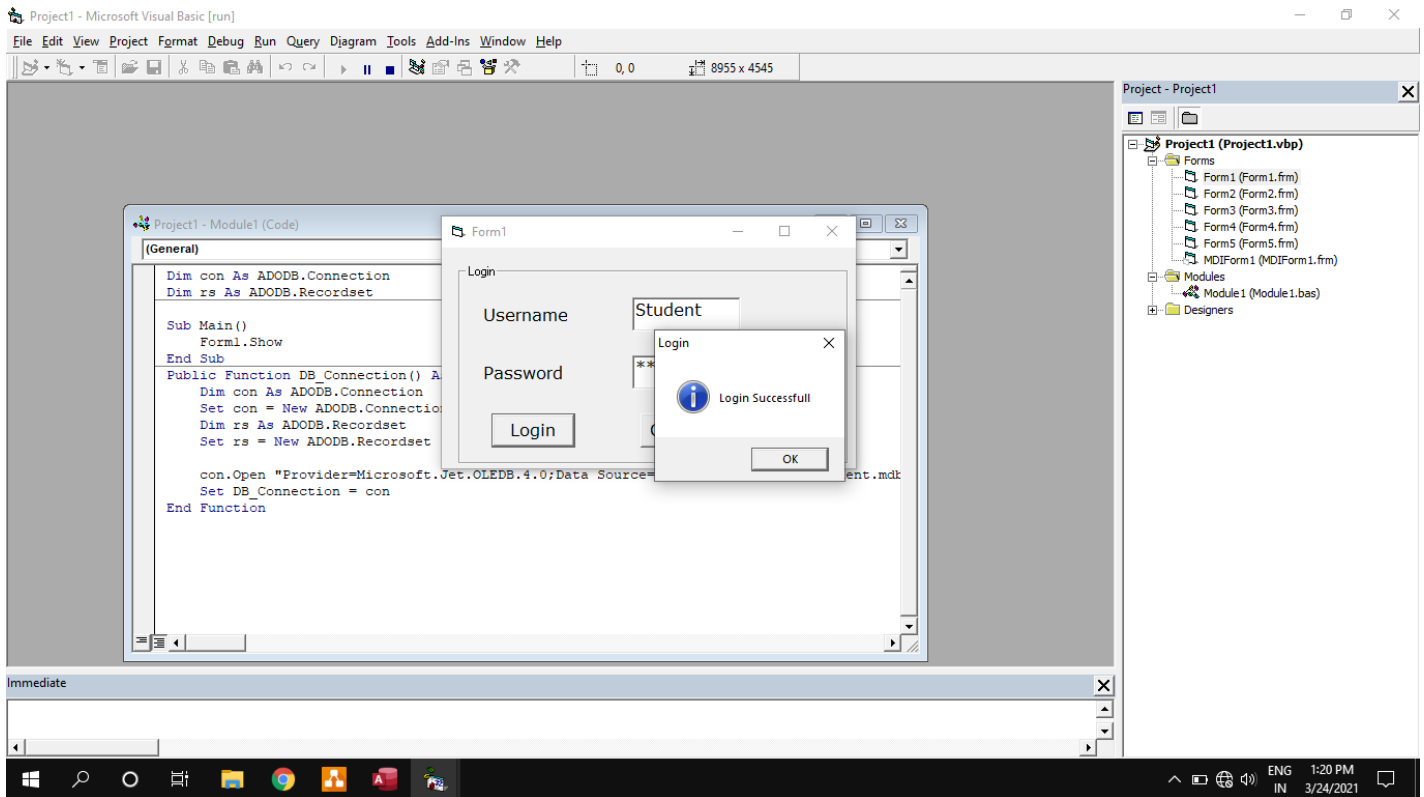 Project1 - Microsoft Visual Basic [run]
File Edit View Project Format Debug Run Query Diagram Tools Add-Ins Window Help
0, 0 8955 x 4545
Project - Project1
Project1 (Project1.vbp)
Forms
Form1 (Form1.frm)
Form2 (Form2.frm)
Form3 (Form3.frm)
Form4 (Form4.frm)
Form5 (Form5.frm)
MDIForm1 (MDIForm1.frm)
Modules
Module1 (Module1.bas)
Designers
Project1 - Module1 (Code)
(General)
Dim con As ADODB.Connection
Dim rs As ADODB.Recordset
Sub Main()
Form1.Show
End Sub
Public Function DB_Connection() A
Dim con As ADODB.Connection
Set con = New ADODB.Connectio
Dim rs As ADODB.Recordset
Set rs = New ADODB.Recordset
con.Open "Provider=Microsoft.Jet.OLEDB.4.0;Data Source= ent.mdb
Set DB_Connection = con
End Function
Form1
Login
Username Student
Password **
Login
Login
Login Successfull
OK
Immediate
ENG 1:20 PM
IN 3/24/2021